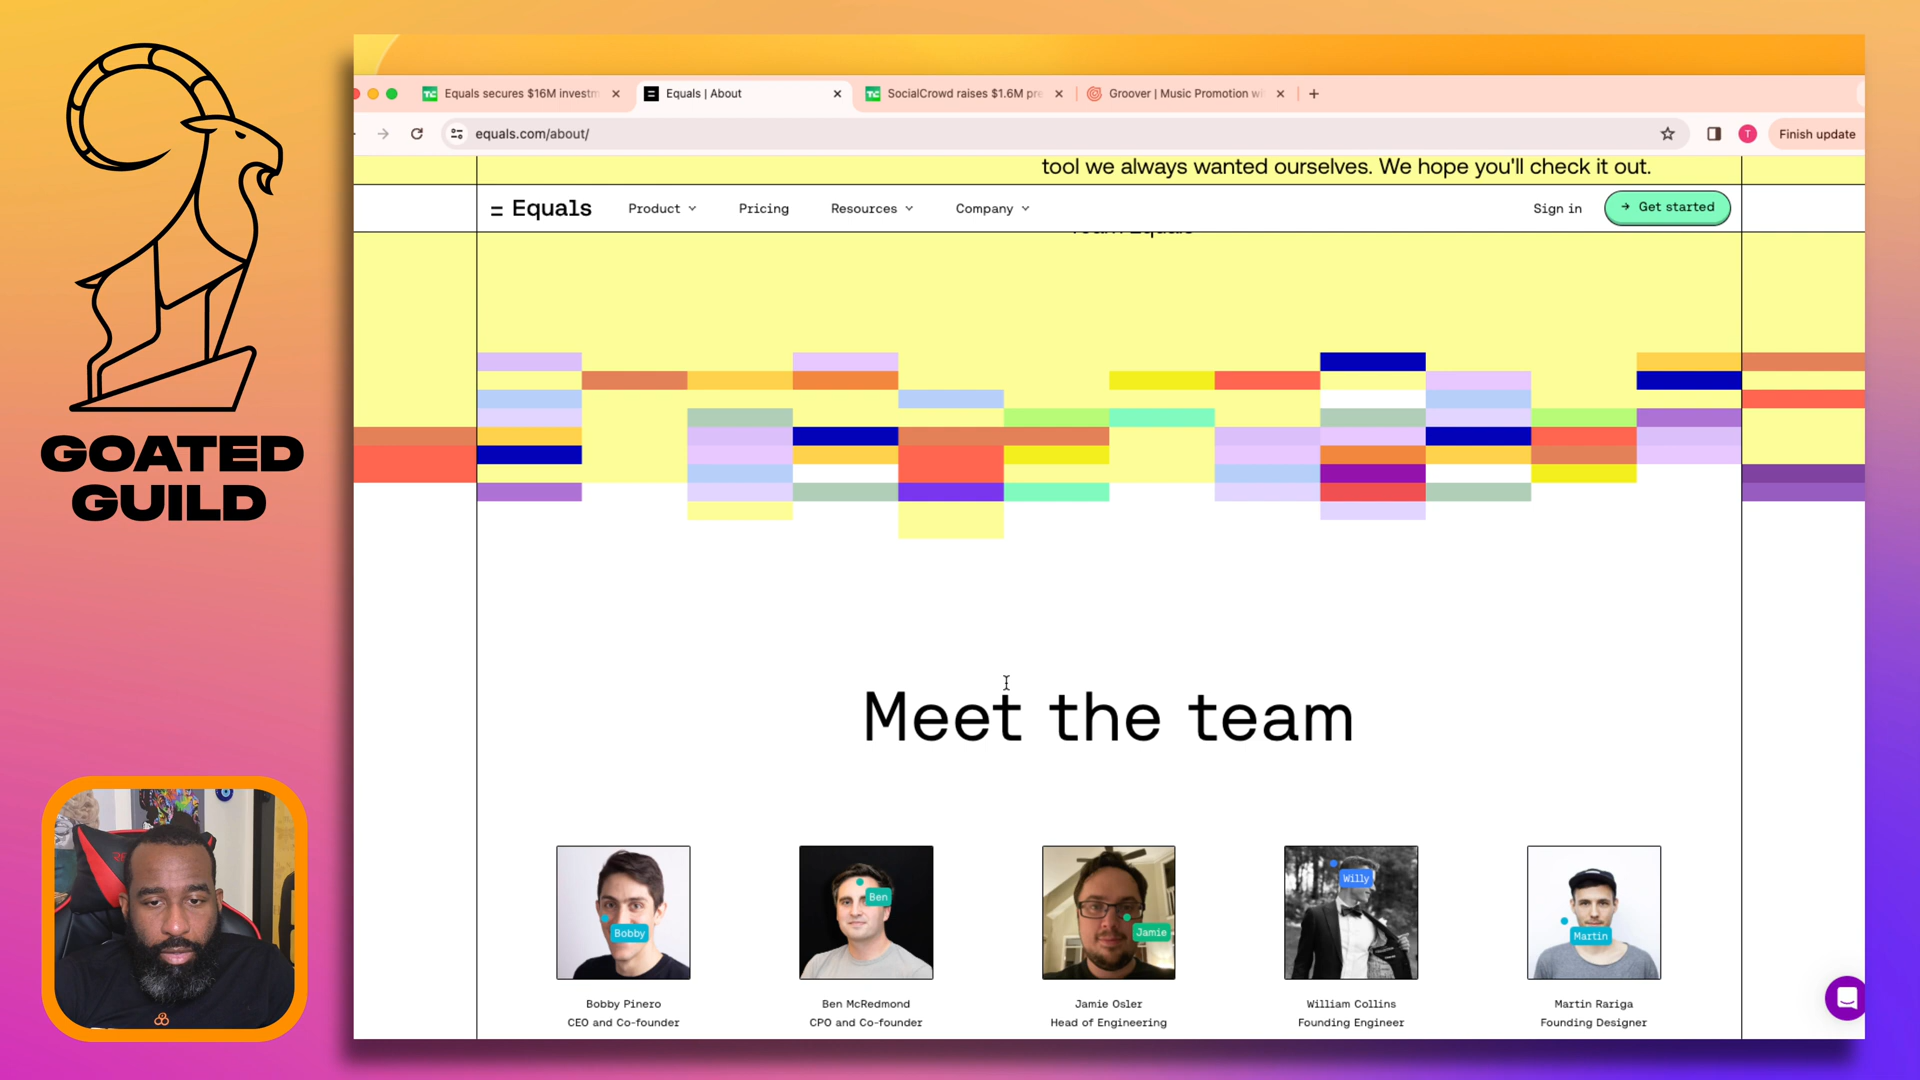 GOATED
GUILD
Equals secures $16M investm
Equals | About
SocialCrowd raises $1.6M pre
Groover | Music Promotion wi
equals.com/about/
T
Finish update
tool we always wanted ourselves. We hope you'll check it out.
Equals
Product
Pricing
Resources
Company
Sign in
Get started
Team Equals
Meet the team
Bobby
Ben
Jamie
Willy
Martin
Bobby Pinero
Ben McRedmond
Jamie Osler
William Collins
Martin Rariga
CEO and Co-founder
CPO and Co-founder
Head of Engineering
Founding Engineer
Founding Designer